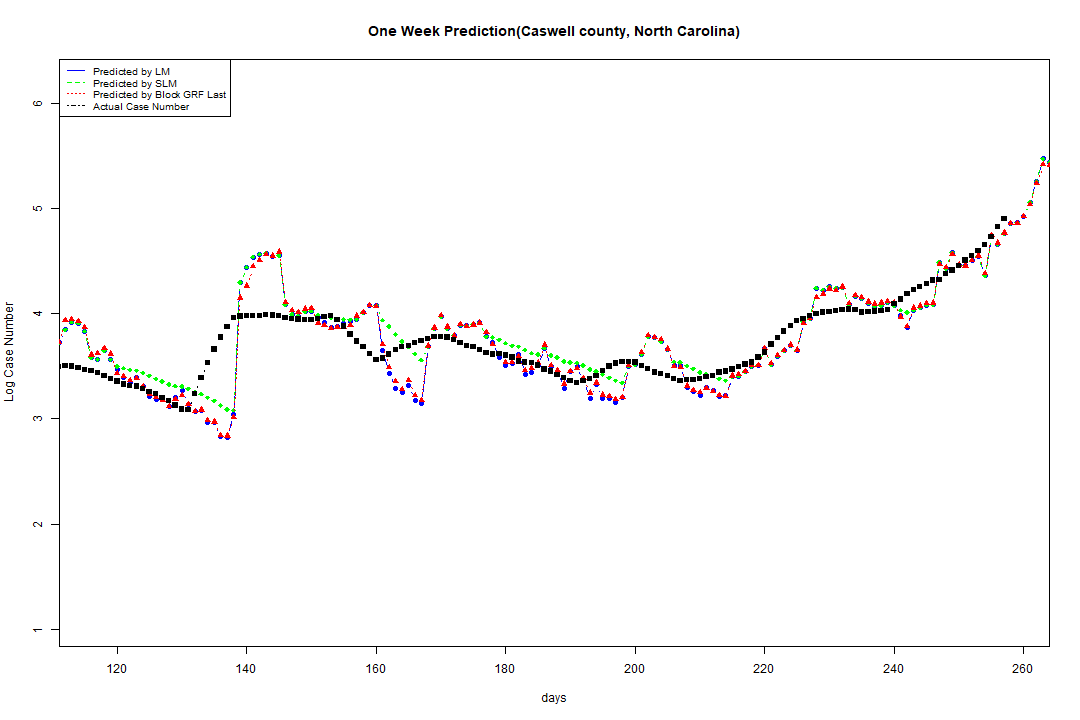 One Week Prediction(Caswell county, North Carolina)
Predicted by LM
Predicted by SLM
Predicted by Block GRF Last
Actual Case Number
6
5
4
3
2
1
Log Case Number
120 140 160 180 200 220 240 260
days